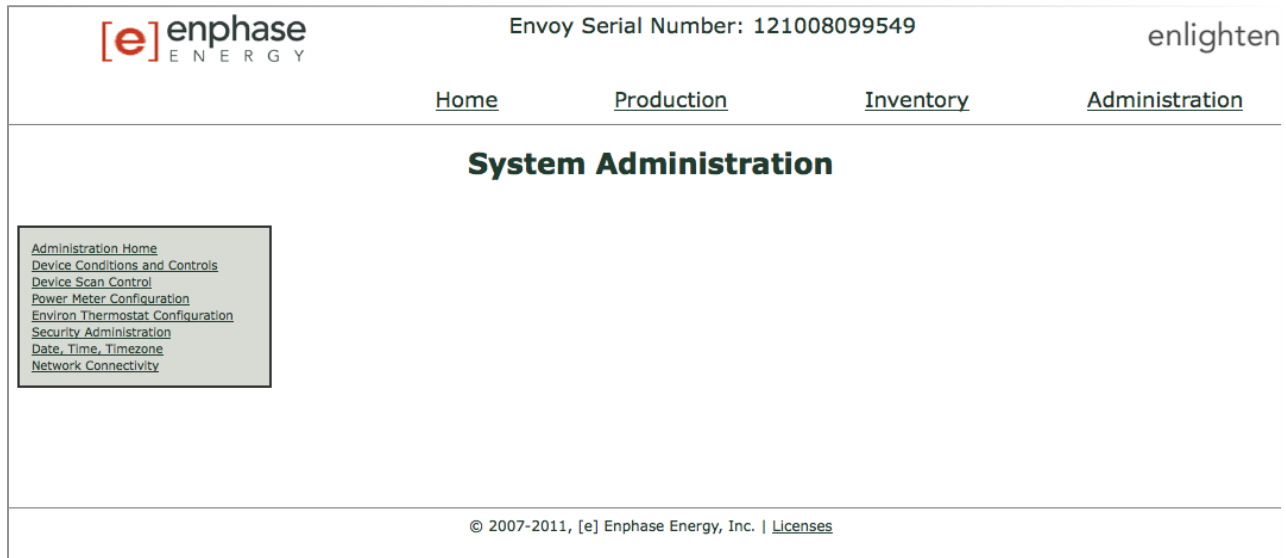 [e] enphase
ENERGY
Envoy Serial Number: 121008099549
enlighten
Home Production Inventory Administration
System Administration
Administration Home
Device Conditions and Controls
Device Scan Control
Power Meter Configuration
Environ Thermostat Configuration
Security Administration
Date, Time, Timezone
Network Connectivity
© 2007-2011, [e] Enphase Energy, Inc. | Licenses